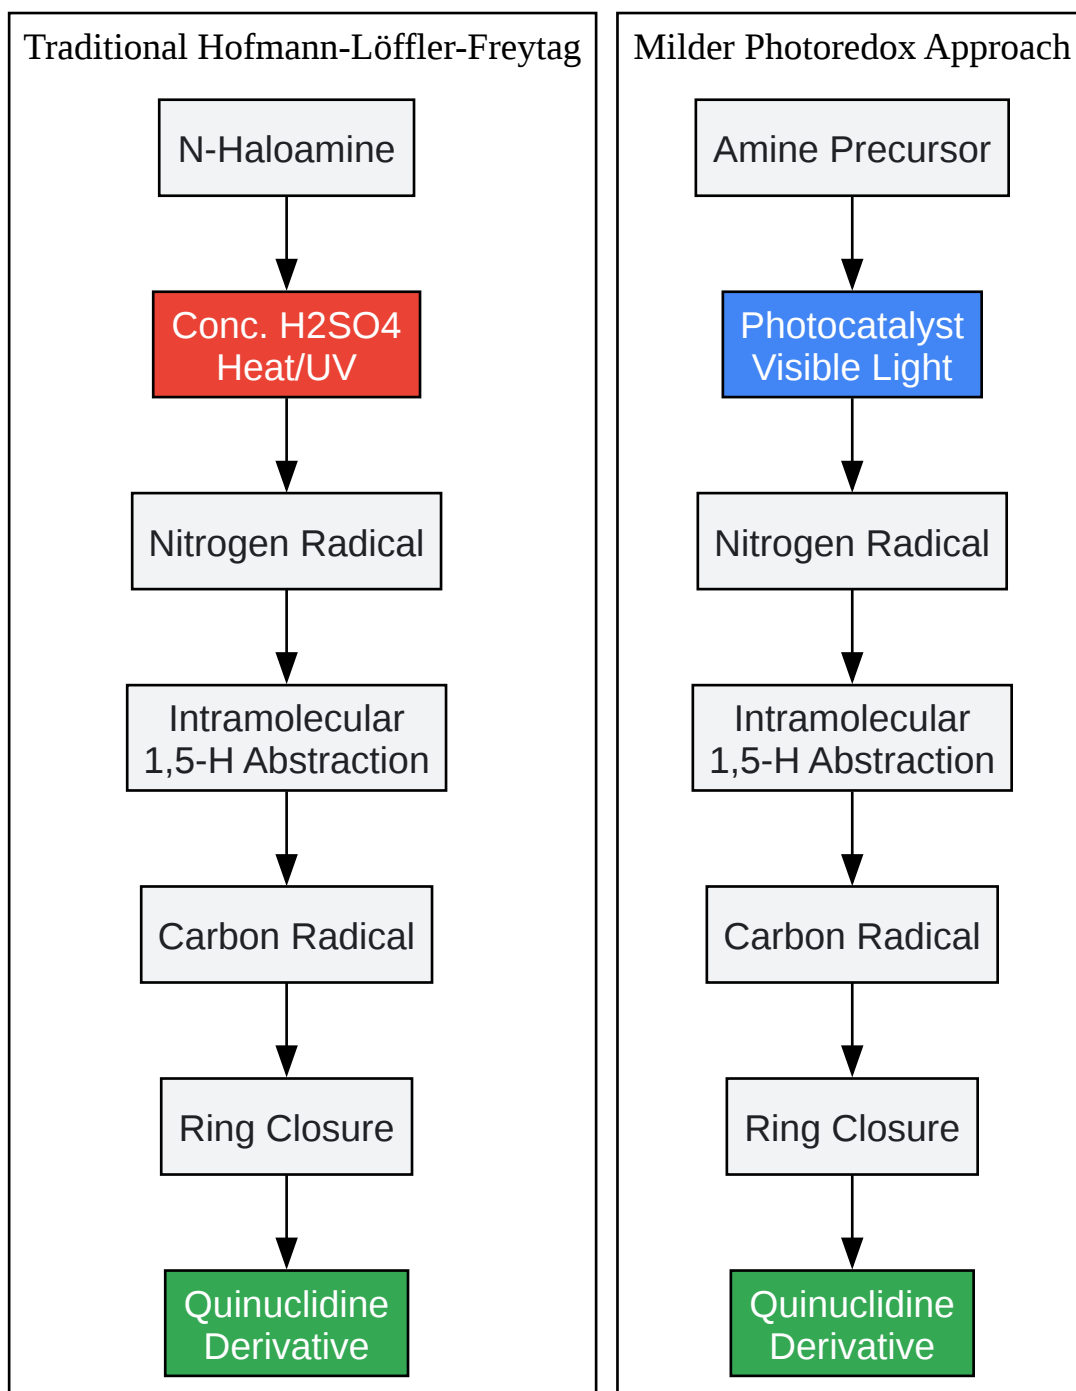 Traditional Hofmann-Löffler-Freytag
N-Haloamine
Conc. H2SO4
Heat/UV
Nitrogen Radical
Intramolecular
1,5-H Abstraction
Carbon Radical
Ring Closure
Quinuclidine
Derivative
Milder Photoredox Approach
Amine Precursor
Photocatalyst
Visible Light
Nitrogen Radical
Intramolecular
1,5-H Abstraction
Carbon Radical
Ring Closure
Quinuclidine
Derivative